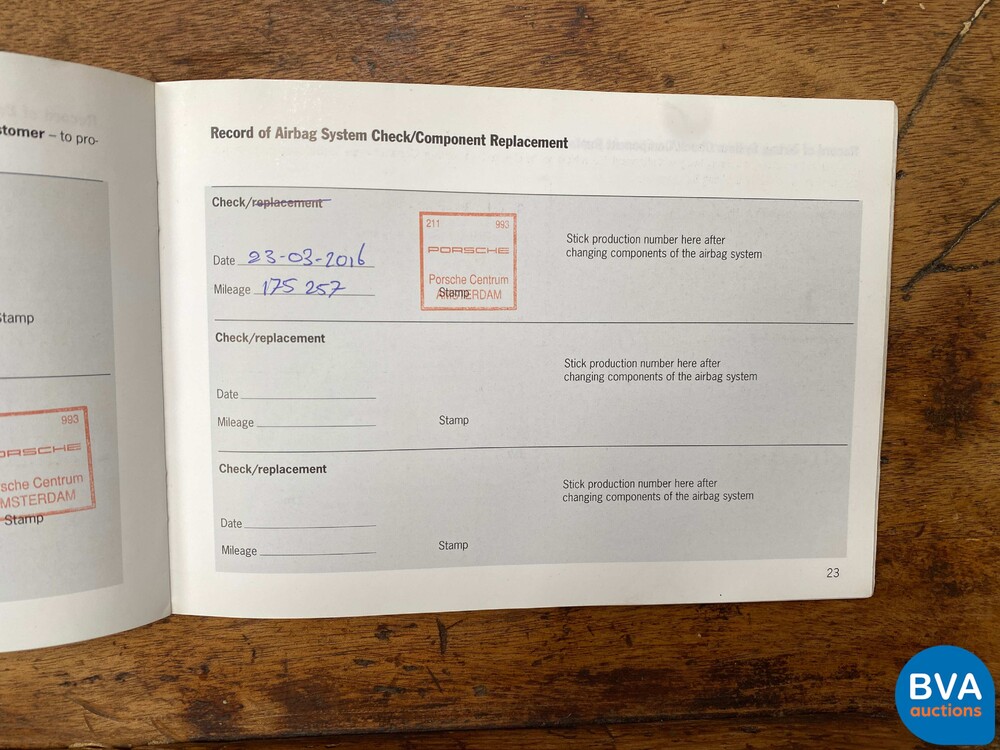 stomer – to pro-
Stamp
993
PORSCHE
sche Centrum
MSTERDAM
Stamp
Record of Airbag System Check/Component Replacement
Check/replacement
Date 23-03-2016
Mileage 175 257
211 993
PORSCHE
Porsche Centrum
AMSTERDAM
Stamp
Stick production number here after
changing components of the airbag system
Check/replacement
Date
Mileage
Stamp
Stick production number here after
changing components of the airbag system
Check/replacement
Date
Mileage
Stamp
Stick production number here after
changing components of the airbag system
23
BVA
auctions